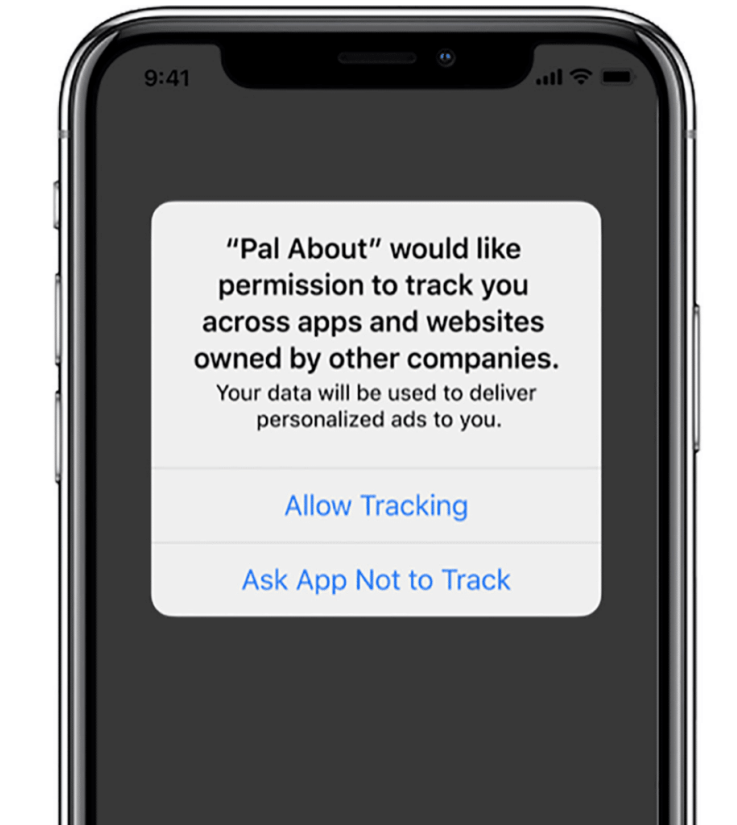 9:41
“Pal About” would like
permission to track you
across apps and websites
owned by other companies.
Your data will be used to deliver
personalized ads to you.
Allow Tracking
Ask App Not to Track